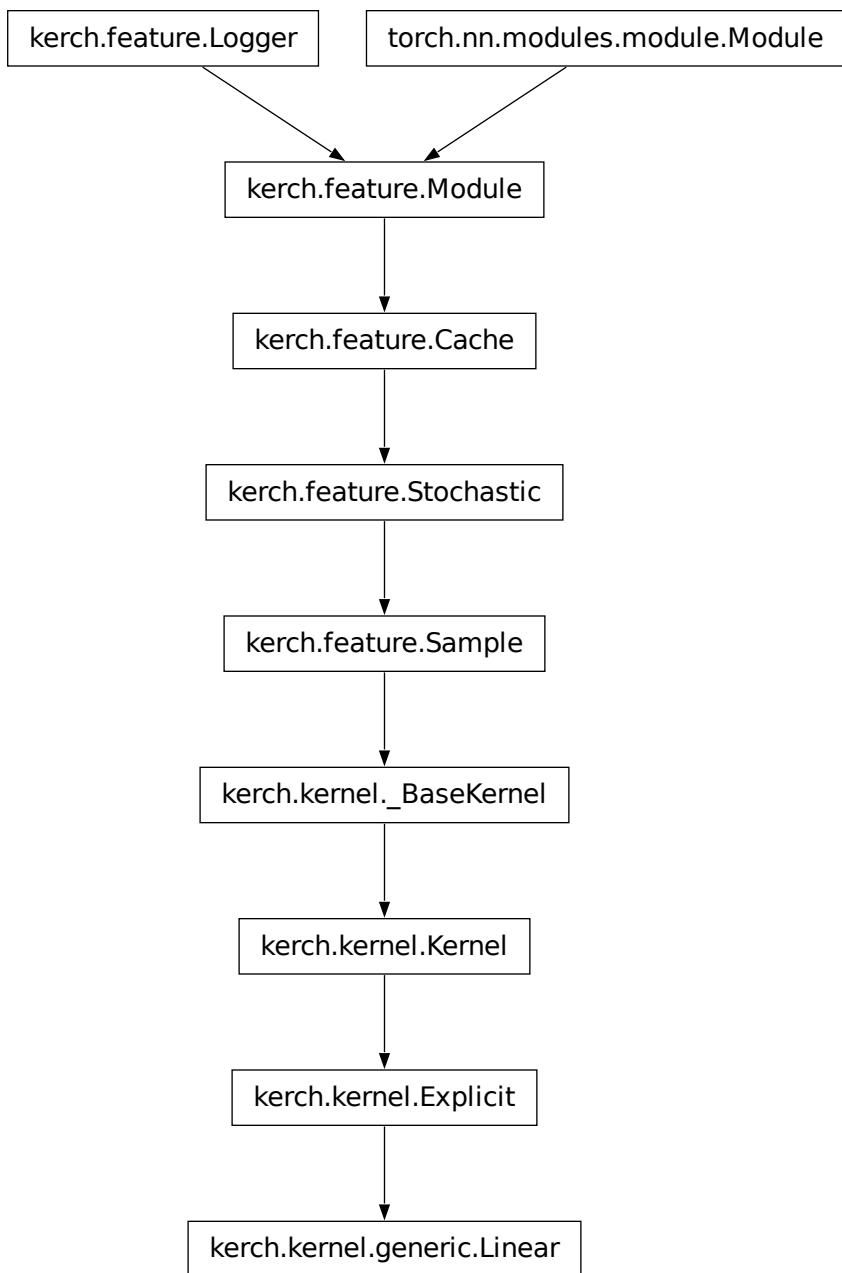 kerch.feature.Logger
torch.nn.modules.module.Module
kerch.feature.Module
kerch.feature.Cache
kerch.feature.Stochastic
kerch.feature.Sample
kerch.kernel._BaseKernel
kerch.kernel.Kernel
kerch.kernel.Explicit
kerch.kernel.generic.Linear